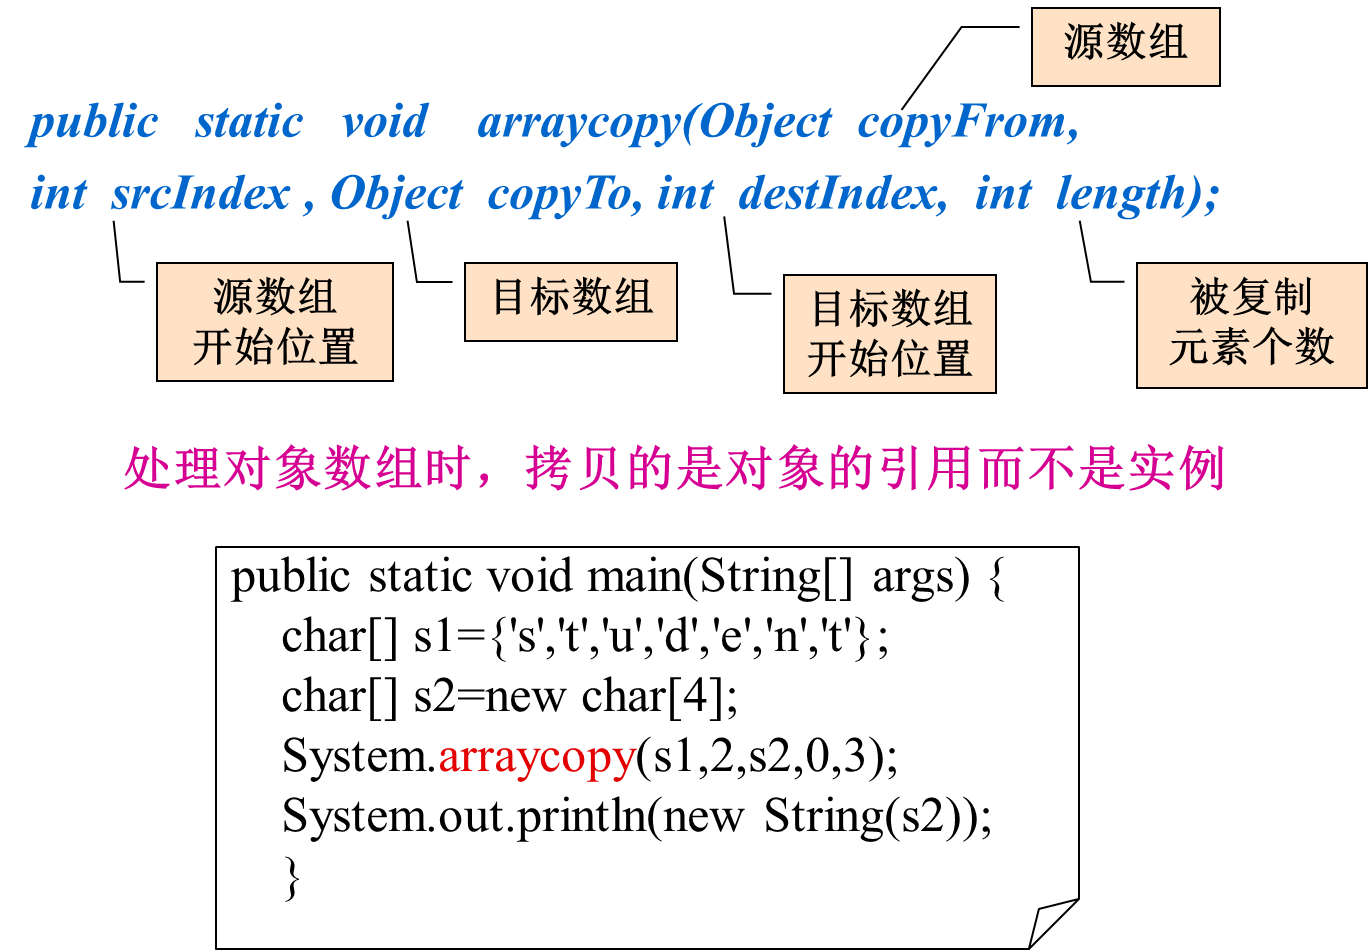 源数组
public static void arraycopy(Object copyFrom,
int srcIndex , Object copyTo, int destIndex, int length);
源数组
开始位置
目标数组
目标数组
开始位置
被复制
元素个数
处理对象数组时，拷贝的是对象的引用而不是实例
public static void main(String[] args) {
char[] s1={'s','t','u','d','e','n','t'};
char[] s2=new char[4];
System.arraycopy(s1,2,s2,0,3);
System.out.println(new String(s2));
}